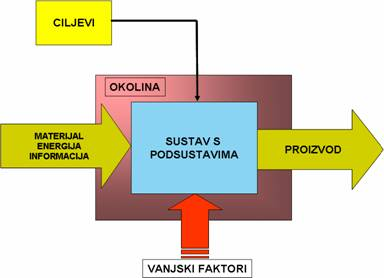 CILJEVI
OKOLINA
MATERIJAL
ENERGIJA
INFORMACIJA
SUSTAV S
PODSUSTAVIMA
PROIZVOD
VANJSKI FAKTORI